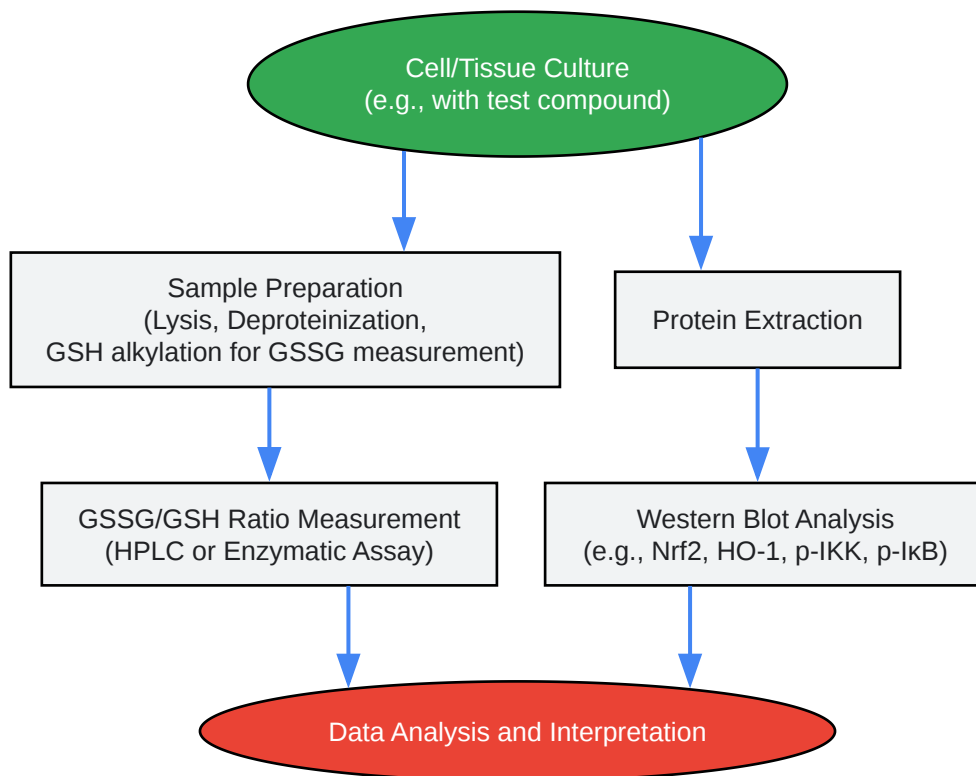 Cell/Tissue Culture
(e.g., with test compound)
Sample Preparation
(Lysis, Deproteinization,
GSH alkylation for GSSG measurement)
Protein Extraction
GSSG/GSH Ratio Measurement
(HPLC or Enzymatic Assay)
Western Blot Analysis
(e.g., Nrf2, HO-1, p-IKK, p-IκB)
Data Analysis and Interpretation